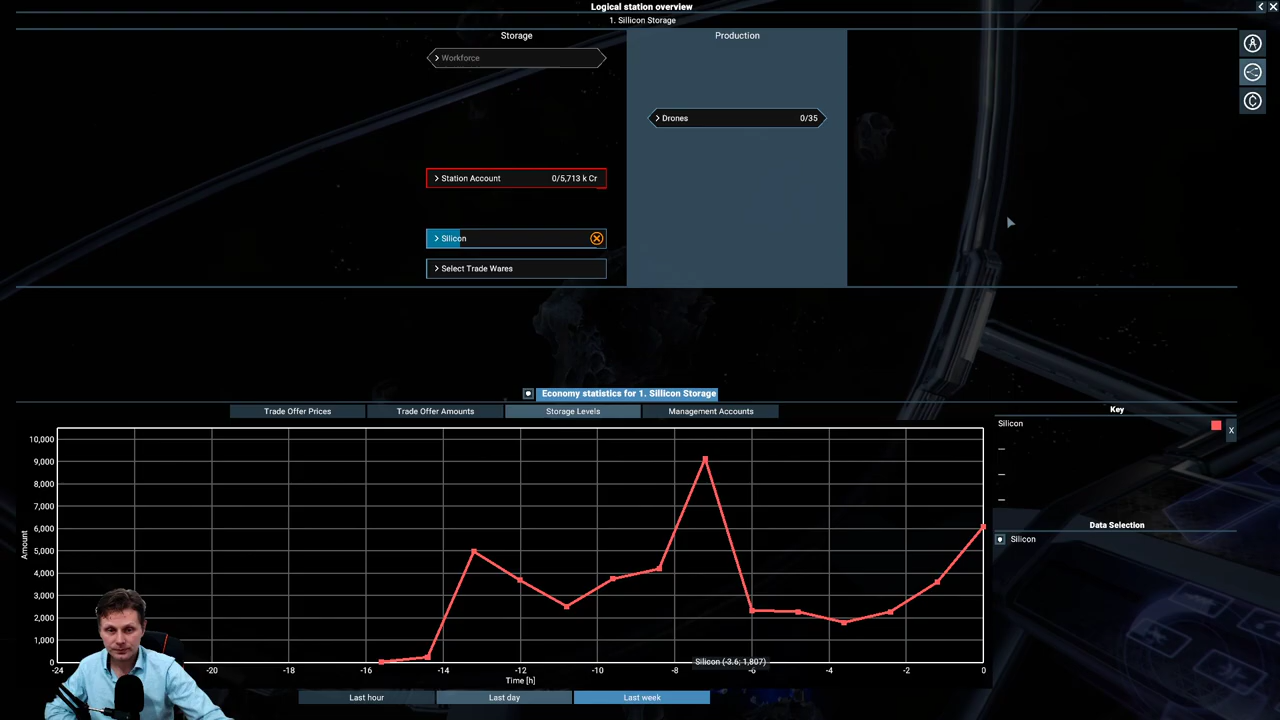 Logical station overview
1. Sillicon Storage
Storage
Production
Workforce
Drones 0/35
Station Account 0/5,713 k Cr
Silicon
Select Trade Wares
Economy statistics for 1. Sillicon Storage
Trade Offer Prices Trade Offer Amounts Storage Levels Management Accounts
Key
Silicon X
Data Selection
Silicon
Amount
10,000
9,000
8,000
7,000
6,000
5,000
4,000
3,000
2,000
1,000
0
-24 -20 -18 -16 -14 -12 -10 -8 -6 -4 -2 0
Silicon (-3.6; 1,807)
Time [h]
Last hour Last day Last week